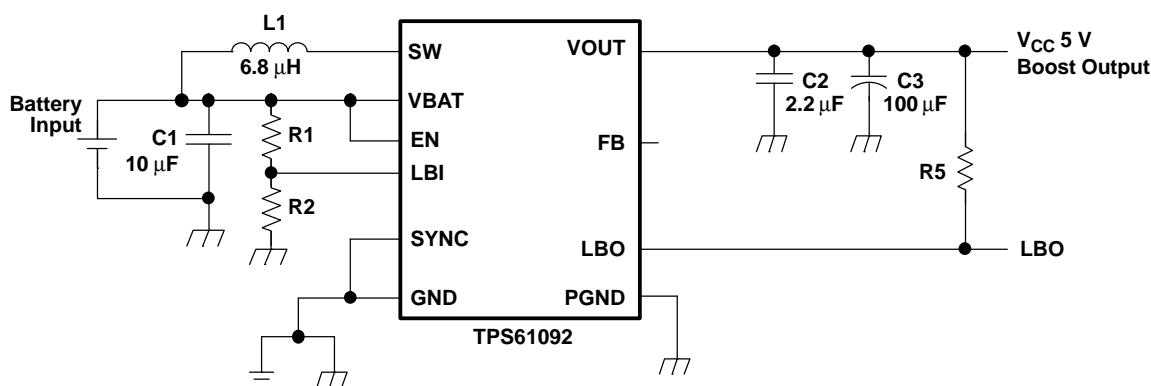 L1
6.8 μH
Battery
Input
C1
10 μF
R1
R2
SW
VBAT
EN
LBI
SYNC
GND
VOUT
FB
LBO
PGND
TPS61092
C2
2.2 μF
C3
100 μF
R5
VCC 5 V
Boost Output
LBO